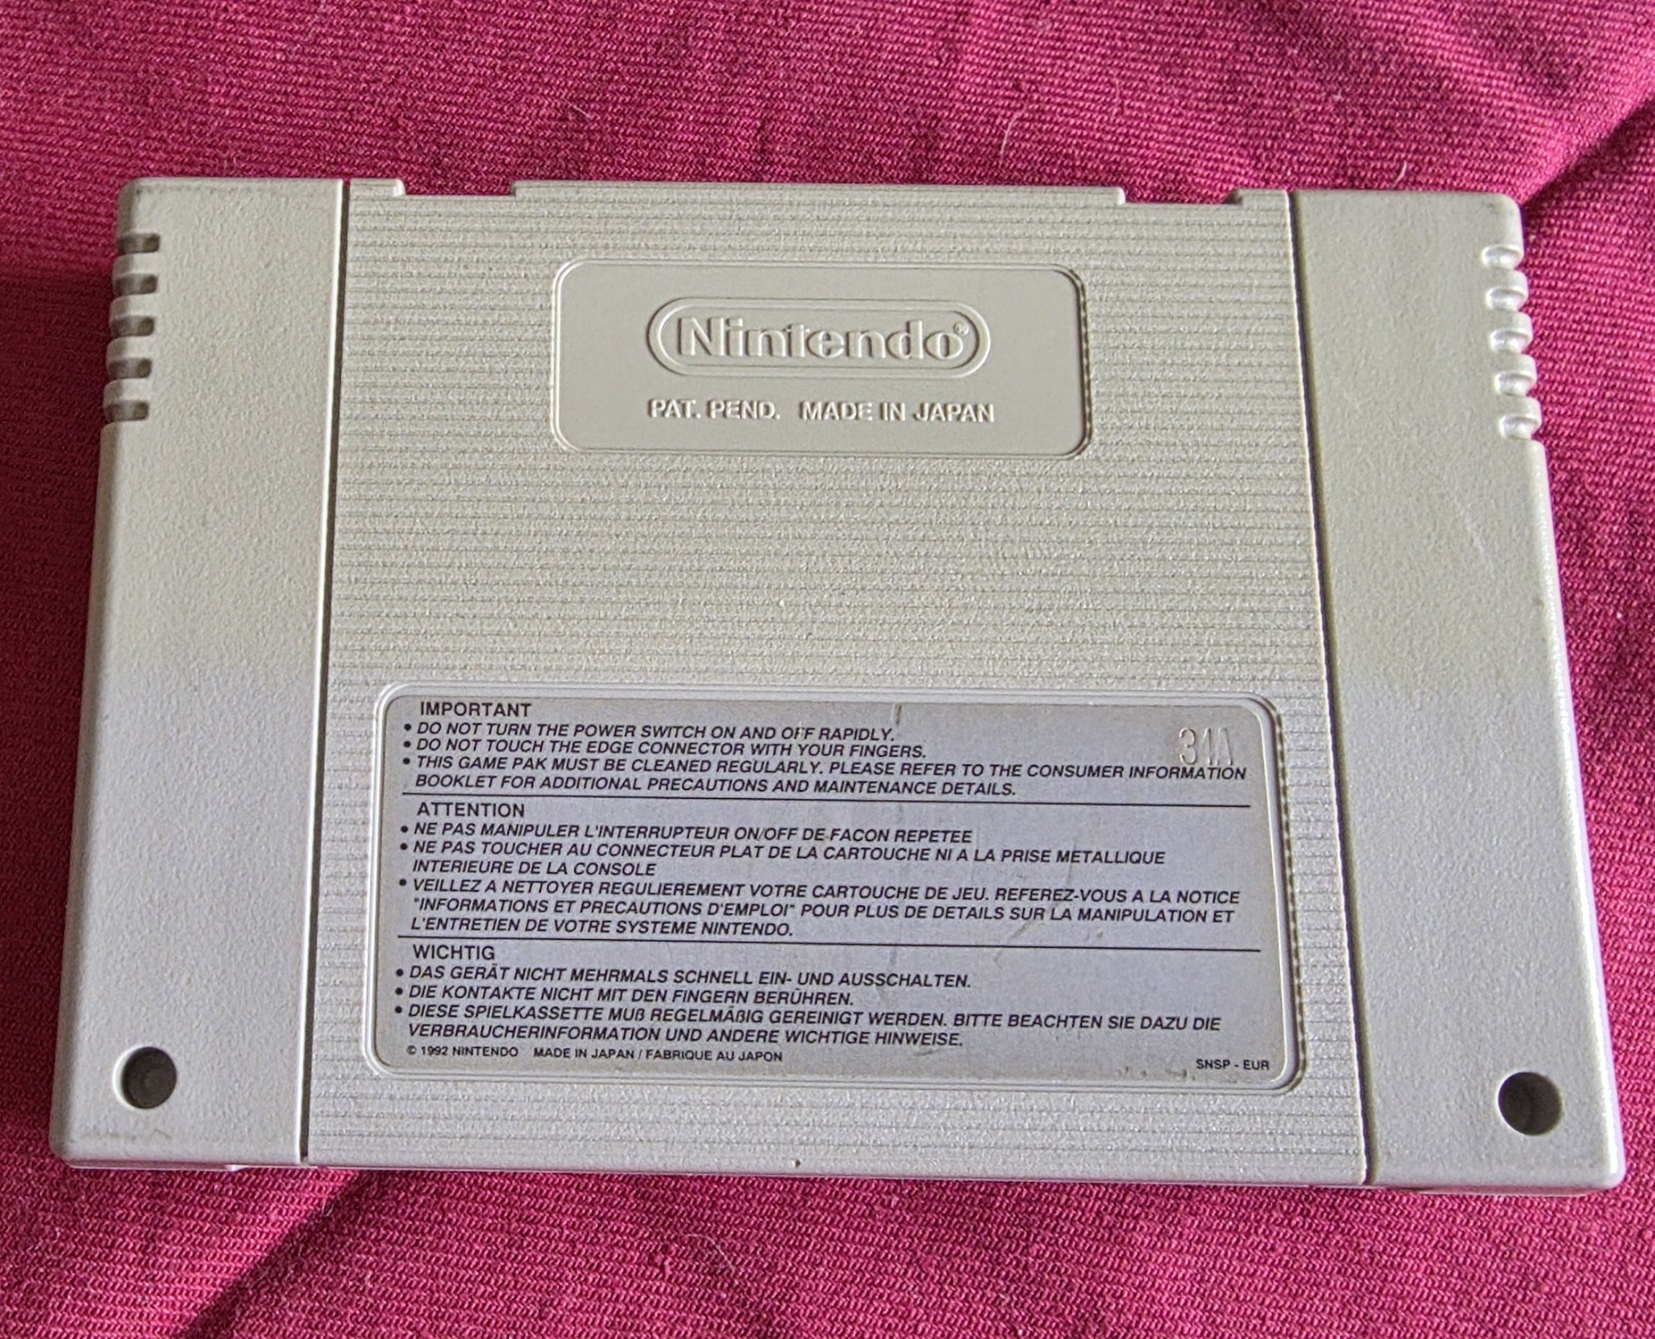 Nintendo®
PAT. PEND. MADE IN JAPAN
IMPORTANT
• DO NOT TURN THE POWER SWITCH ON AND OFF RAPIDLY.
• DO NOT TOUCH THE EDGE CONNECTOR WITH YOUR FINGERS.
• THIS GAME PAK MUST BE CLEANED REGULARLY. PLEASE REFER TO THE CONSUMER INFORMATION
BOOKLET FOR ADDITIONAL PRECAUTIONS AND MAINTENANCE DETAILS.
31A
ATTENTION
• NE PAS MANIPULER L'INTERRUPTEUR ON/OFF DE FACON REPETEE
• NE PAS TOUCHER AU CONNECTEUR PLAT DE LA CARTOUCHE NI A LA PRISE METALLIQUE
INTERIEURE DE LA CONSOLE
• VEILLEZ A NETTOYER REGULIEREMENT VOTRE CARTOUCHE DE JEU. REFEREZ-VOUS A LA NOTICE
"INFORMATIONS ET PRECAUTIONS D'EMPLOI" POUR PLUS DE DETAILS SUR LA MANIPULATION ET
L'ENTRETIEN DE VOTRE SYSTEME NINTENDO.
WICHTIG
• DAS GERÄT NICHT MEHRMALS SCHNELL EIN- UND AUSSCHALTEN.
• DIE KONTAKTE NICHT MIT DEN FINGERN BERÜHREN.
• DIESE SPIELKASSETTE MUß REGELMÄßIG GEREINIGT WERDEN. BITTE BEACHTEN SIE DAZU DIE
VERBRAUCHERINFORMATION UND ANDERE WICHTIGE HINWEISE.
© 1992 NINTENDO MADE IN JAPAN / FABRIQUE AU JAPON
SNSP - EUR